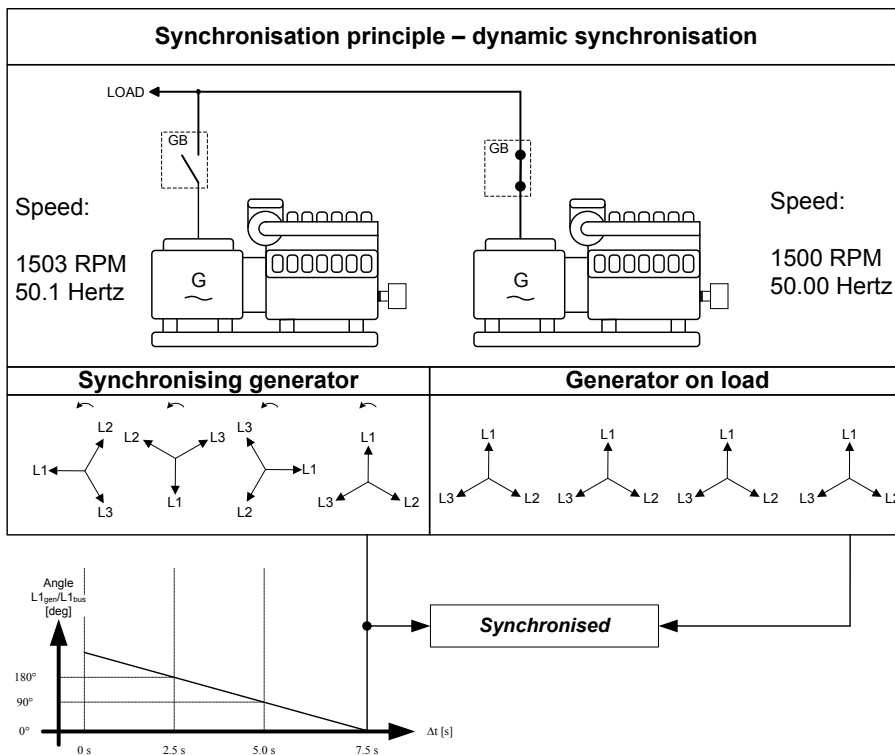 Synchronisation principle – dynamic synchronisation
LOAD
GB
GB
Speed:
1503 RPM
50.1 Hertz
G
G
Speed:
1500 RPM
50.00 Hertz
Synchronising generator
Generator on load
L1 L2 L3
L2 L3 L1
L3 L1 L2
L1 L3 L2
L1 L3 L2
L1 L3 L2
L1 L3 L2
L1 L3 L2
Angle
L1gen/L1bus
[deg]
180°
90°
0°
0 s 2.5 s 5.0 s 7.5 s
Δt [s]
Synchronised